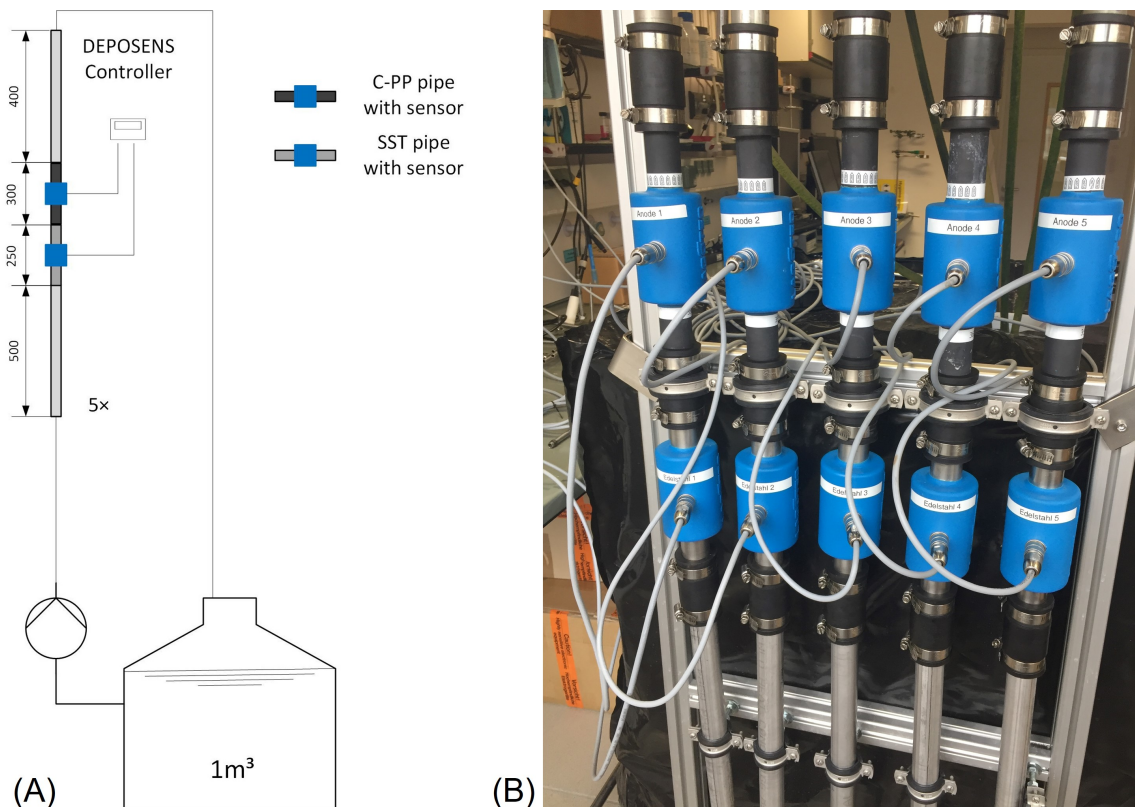 DEPOSENS
Controller
C-PP pipe
with sensor
SST pipe
with sensor
400
300
250
500
5×
1m³
(A)
(B)
Anode 1
Anode 2
Anode 3
Anode 4
Anode 5
Edelstahl 1
Edelstahl 2
Edelstahl 3
Edelstahl 4
Edelstahl 5
Caution!